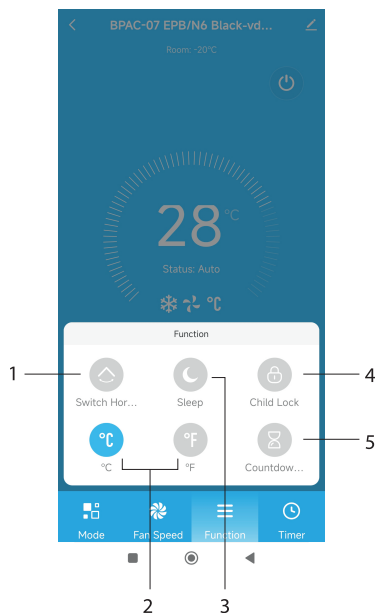 BPAC-07 EPB/N6 Black-vd...
Room: -20°C
28 °C
Status: Auto
°C
Function
1
4
Switch Hor...
Sleep
Child Lock
°C
°F
5
°C
°F
Countdow...
Mode
Fan Speed
Function
Timer
2
3